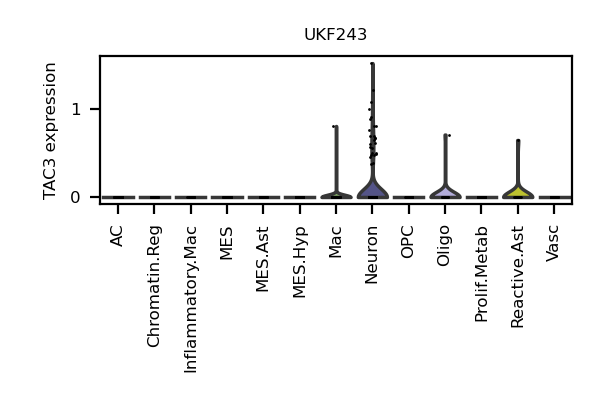 UKF243
TAC3 expression
1
0
AC
Chromatin.Reg
Inflammatory.Mac
MES
MES.Ast
MES.Hyp
Mac
Neuron
OPC
Oligo
Prolif.Metab
Reactive.Ast
Vasc